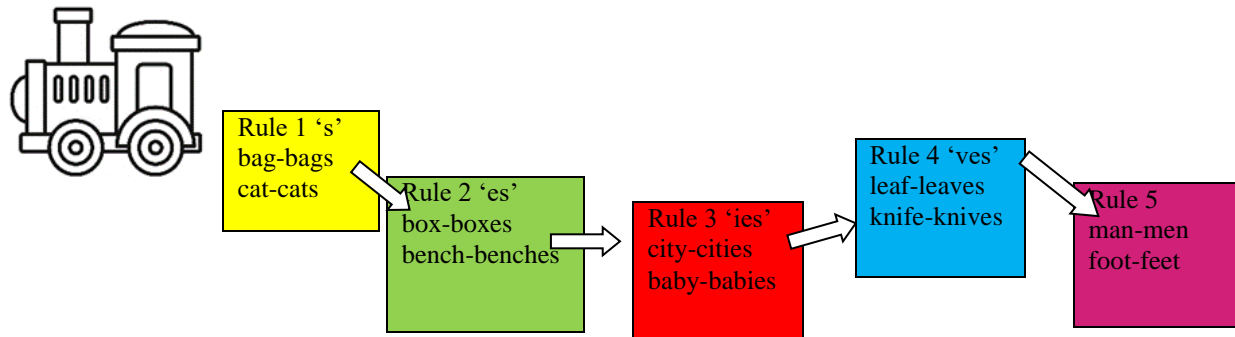 Rule 1 ‘s’
bag-bags
cat-cats
Rule 2 ‘es’
box-boxes
bench-benches
Rule 3 ‘ies’
city-cities
baby-babies
Rule 4 ‘ves’
leaf-leaves
knife-knives
Rule 5
man-men
foot-feet